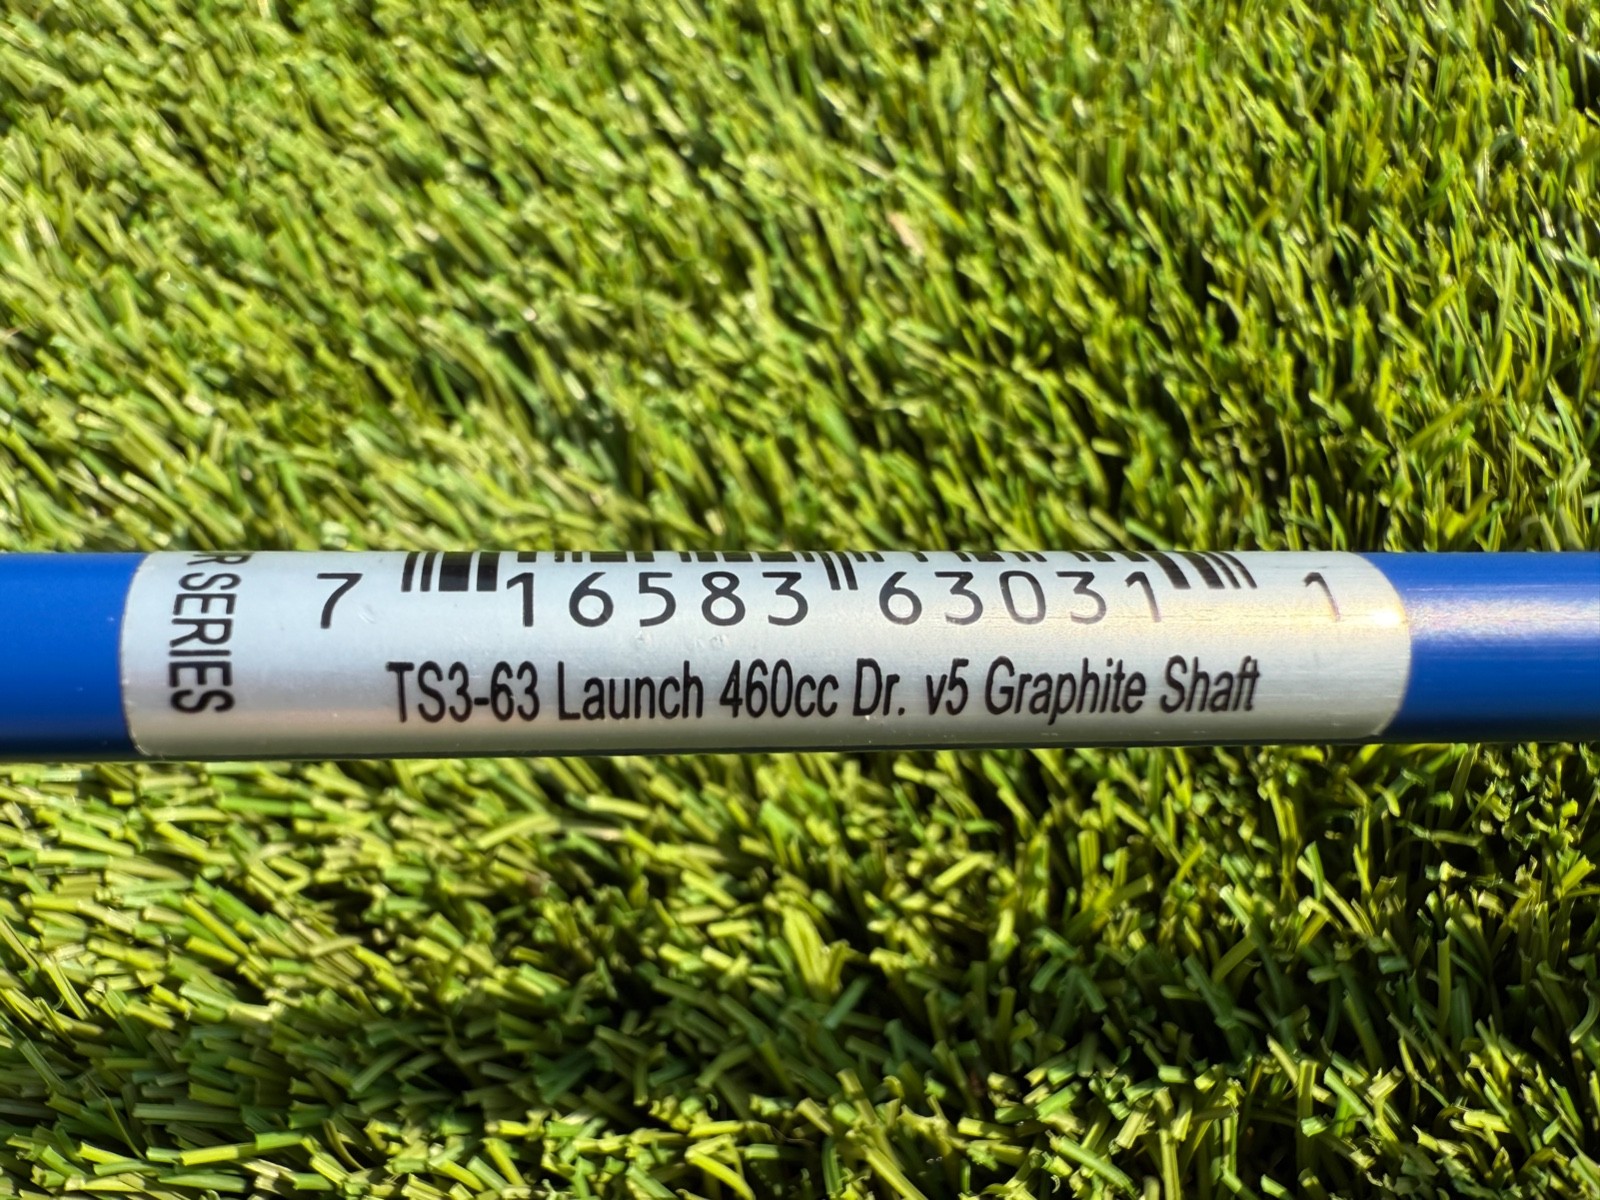 R SERIES
7 16583 63031 1
TS3-63 Launch 460cc Dr. v5 Graphite Shaft